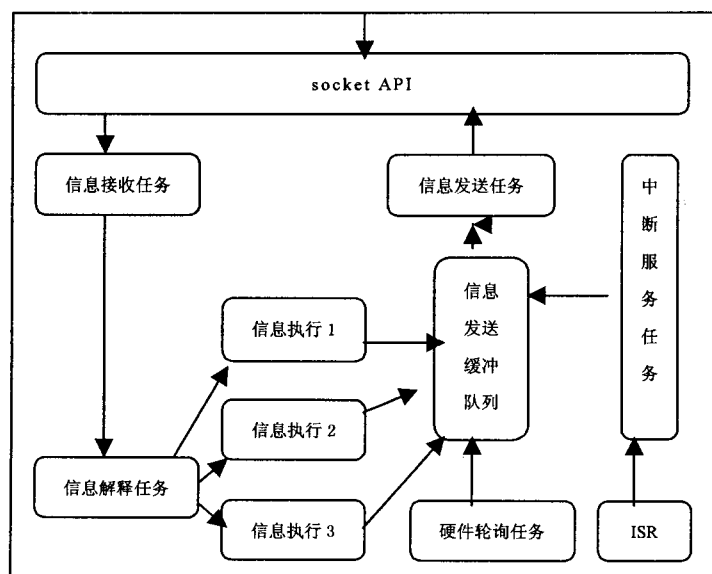 socket API
信息接收任务
信息发送任务
中断服务任务
信息
发送
缓冲
队列
信息执行 1
信息执行 2
信息解释任务
信息执行 3
硬件轮询任务
ISR